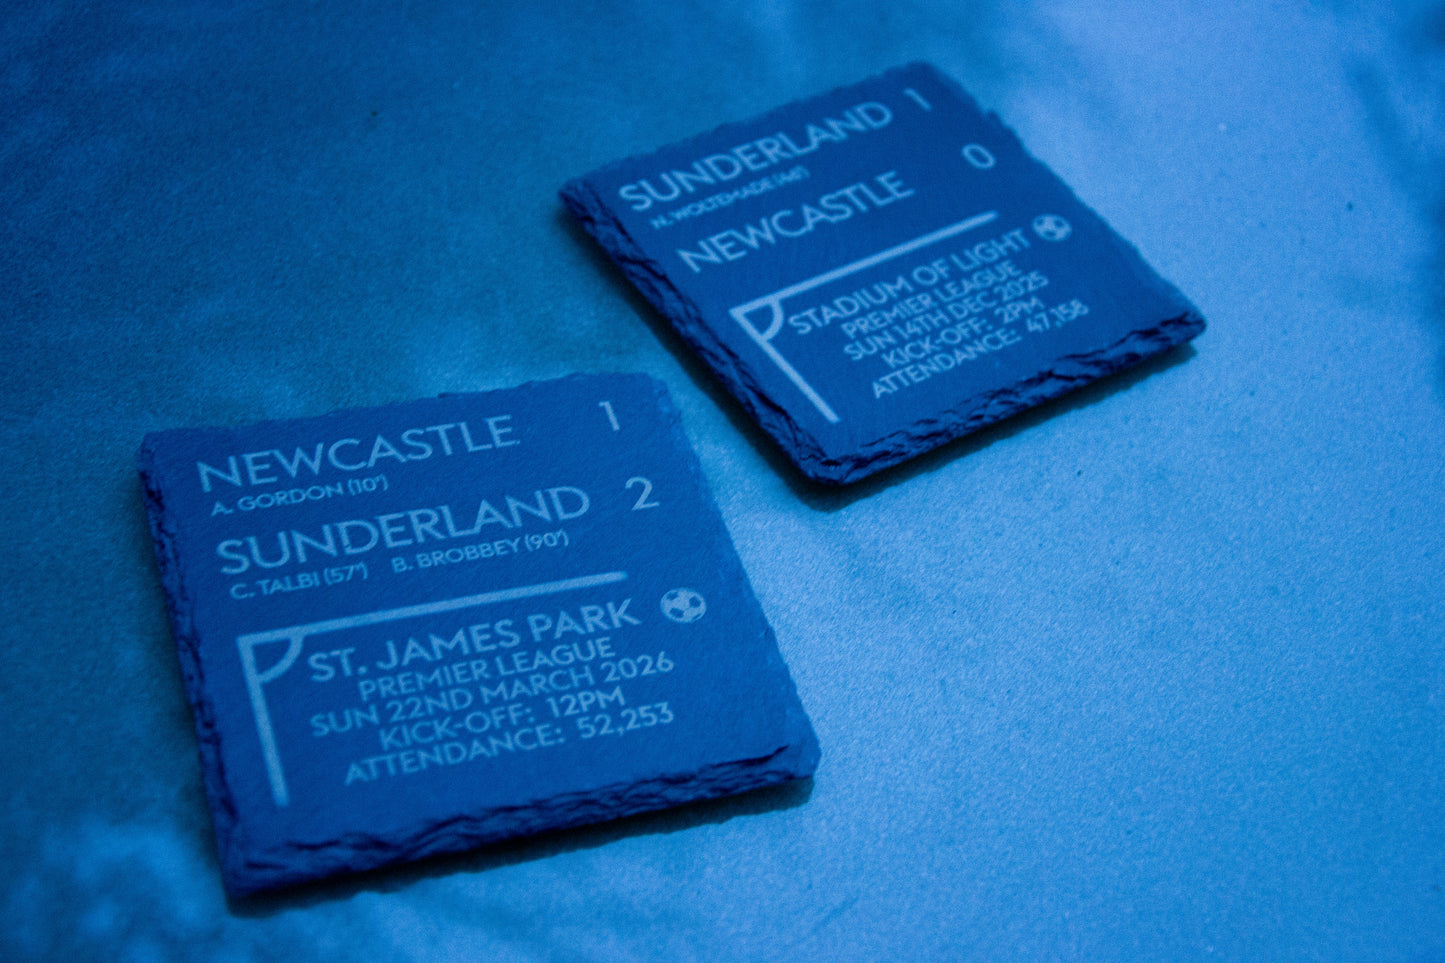 SUNDERLAND 1
N. WOLTEMADE (46')
NEWCASTLE 0
STADIUM OF LIGHT
PREMIER LEAGUE
SUN 14TH DEC 2025
KICK-OFF: 2PM
ATTENDANCE: 47,158
NEWCASTLE 1
A. GORDON (10')
SUNDERLAND 2
C. TALBI (57') B. BROBBEY (90')
ST. JAMES PARK
PREMIER LEAGUE
SUN 22ND MARCH 2026
KICK-OFF: 12PM
ATTENDANCE: 52,253